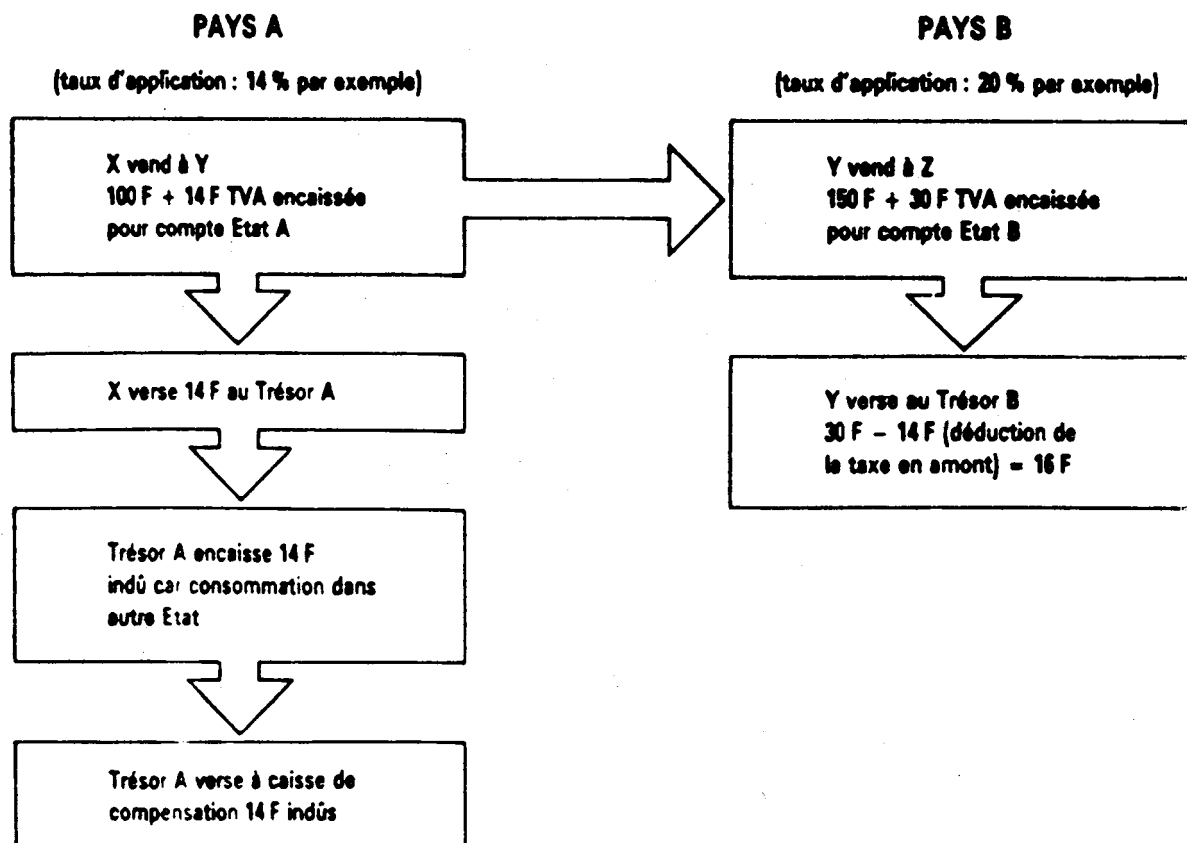 PAYS A
(taux d'application : 14 % par exemple)
X vend à Y
100 F + 14 F TVA encaissée
pour compte Etat A
X verse 14 F au Trésor A
Trésor A encaisse 14 F
indû car consommation dans
autre Etat
Trésor A verse à caisse de
compensation 14 F indûs
PAYS B
(taux d'application : 20 % par exemple)
Y vend à Z
150 F + 30 F TVA encaissée
pour compte Etat B
Y verse au Trésor B
30 F – 14 F (déduction de
la taxe en amont) = 16 F